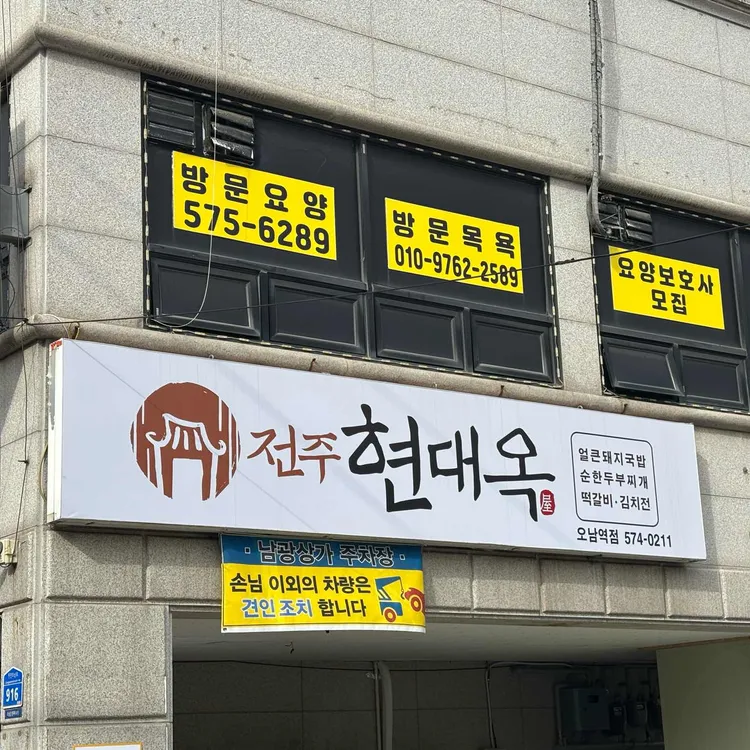 방문요양
575-6289
방문목욕
010-9762-2589
요양보호사
모집
전주 현대옥
屋
얼큰돼지국밥
순한두부찌개
떡갈비·김치전
오남역점 574-0211
· 남광상가 주차장 ·
손님 이외의 차량은
견인 조치 합니다
916